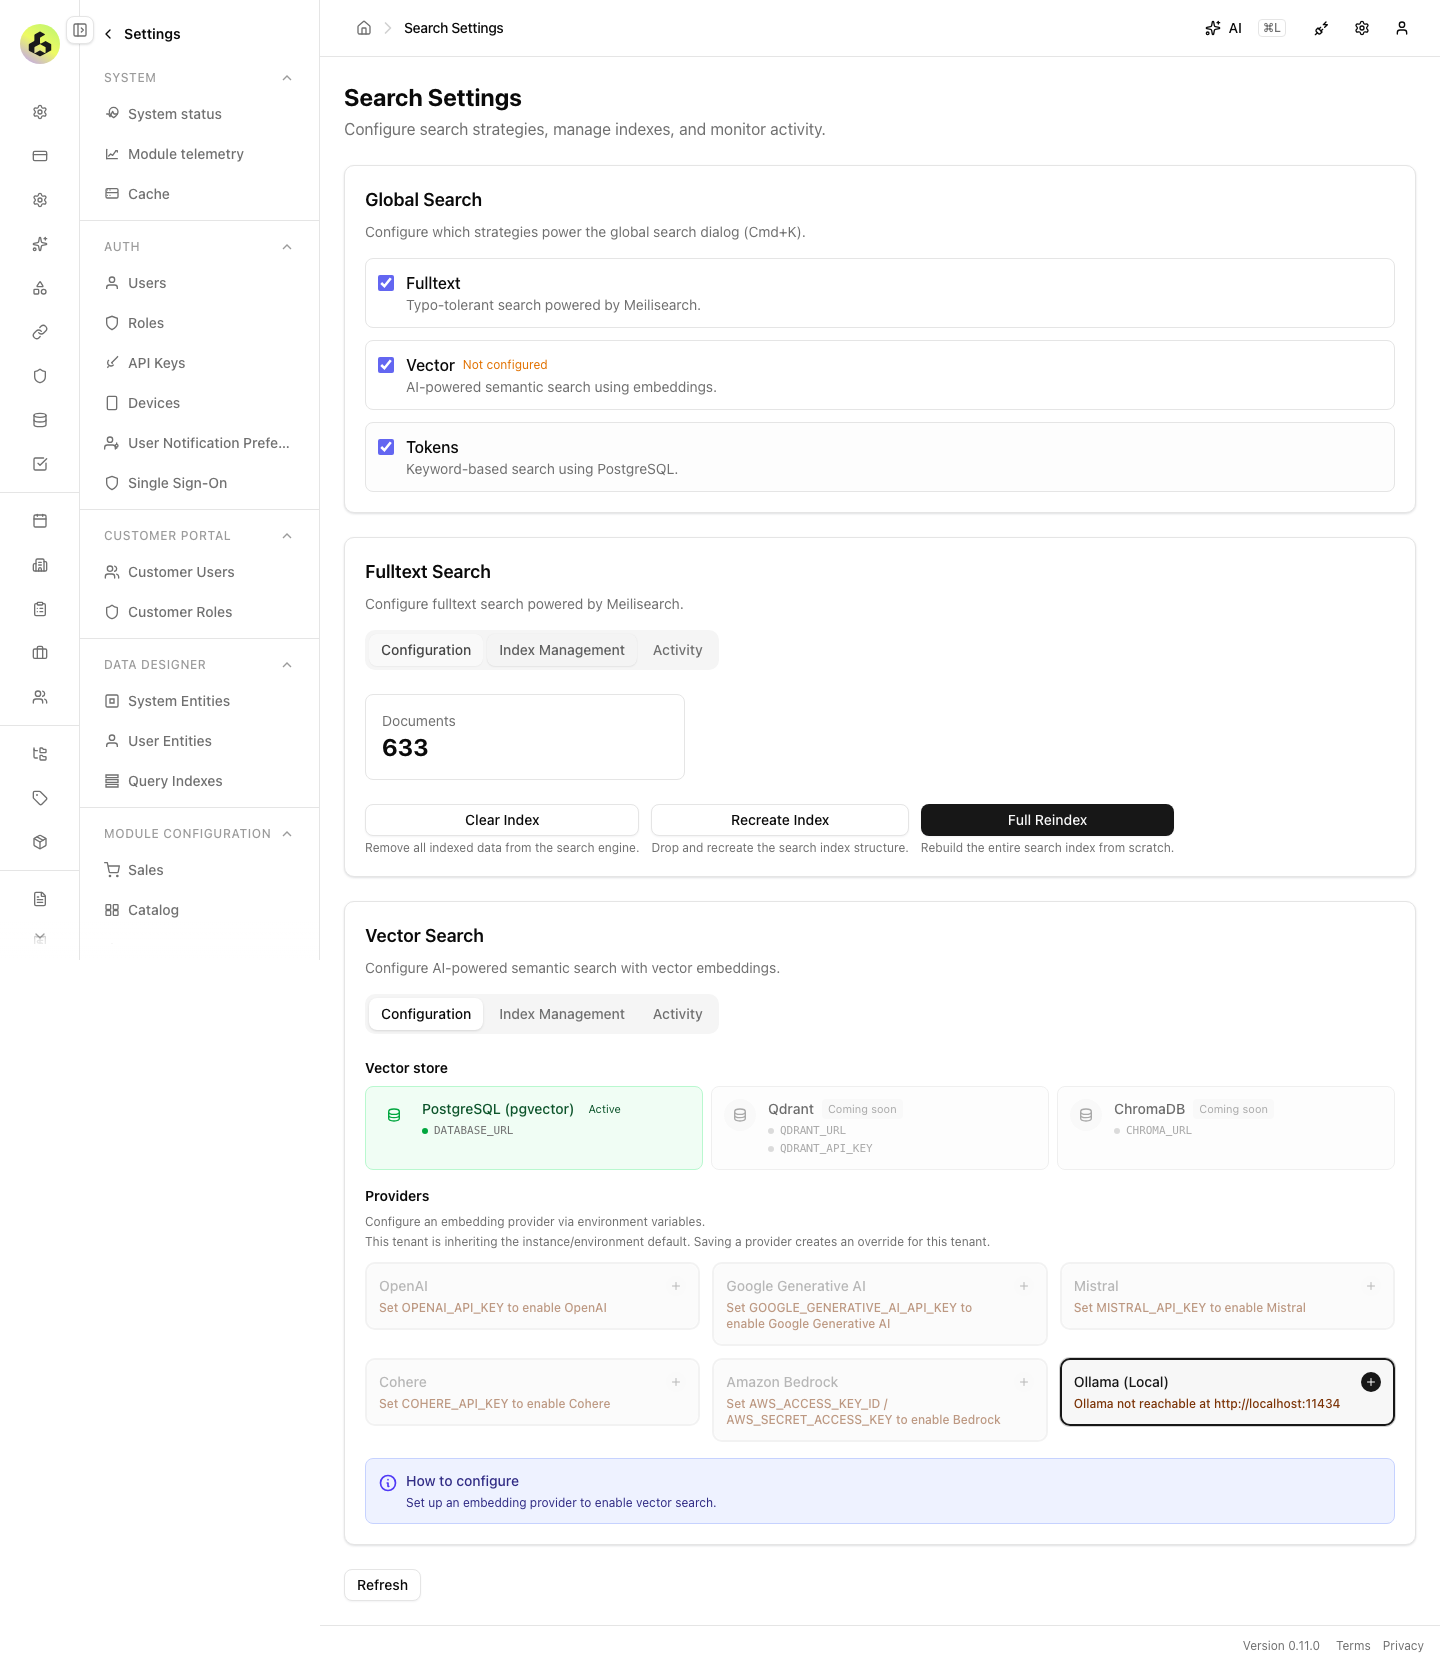 Settings
SYSTEM
System status
Module telemetry
Cache
AUTH
Users
Roles
API Keys
Devices
User Notification Prefe...
Single Sign-On
CUSTOMER PORTAL
Customer Users
Customer Roles
DATA DESIGNER
System Entities
User Entities
Query Indexes
MODULE CONFIGURATION
Sales
Catalog
Search Settings
AI ⌘L
Search Settings
Configure search strategies, manage indexes, and monitor activity.
Global Search
Configure which strategies power the global search dialog (Cmd+K).
Fulltext
Typo-tolerant search powered by Meilisearch.
Vector Not configured
AI-powered semantic search using embeddings.
Tokens
Keyword-based search using PostgreSQL.
Fulltext Search
Configure fulltext search powered by Meilisearch.
Configuration Index Management Activity
Documents
633
Clear Index Recreate Index Full Reindex
Remove all indexed data from the search engine. Drop and recreate the search index structure. Rebuild the entire search index from scratch.
Vector Search
Configure AI-powered semantic search with vector embeddings.
Configuration Index Management Activity
Vector store
PostgreSQL (pgvector) Active
DATABASE_URL
Qdrant Coming soon
QDRANT_URL
QDRANT_API_KEY
ChromaDB Coming soon
CHROMA_URL
Providers
Configure an embedding provider via environment variables.
This tenant is inheriting the instance/environment default. Saving a provider creates an override for this tenant.
OpenAI
Set OPENAI_API_KEY to enable OpenAI
Google Generative AI
Set GOOGLE_GENERATIVE_AI_API_KEY to
enable Google Generative AI
Mistral
Set MISTRAL_API_KEY to enable Mistral
Cohere
Set COHERE_API_KEY to enable Cohere
Amazon Bedrock
Set AWS_ACCESS_KEY_ID /
AWS_SECRET_ACCESS_KEY to enable Bedrock
Ollama (Local)
Ollama not reachable at http://localhost:11434
How to configure
Set up an embedding provider to enable vector search.
Refresh
Version 0.11.0 Terms Privacy